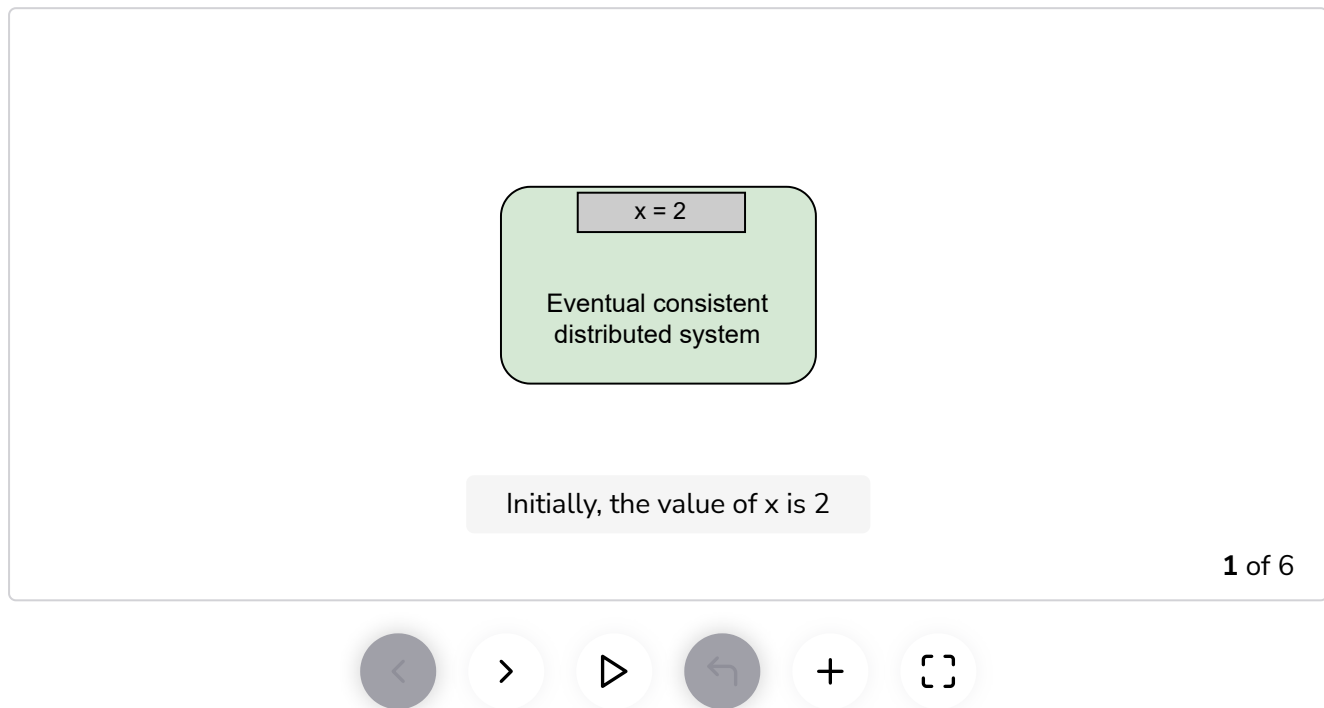 x = 2
Eventual consistent
distributed system
Initially, the value of x is 2
1 of 6